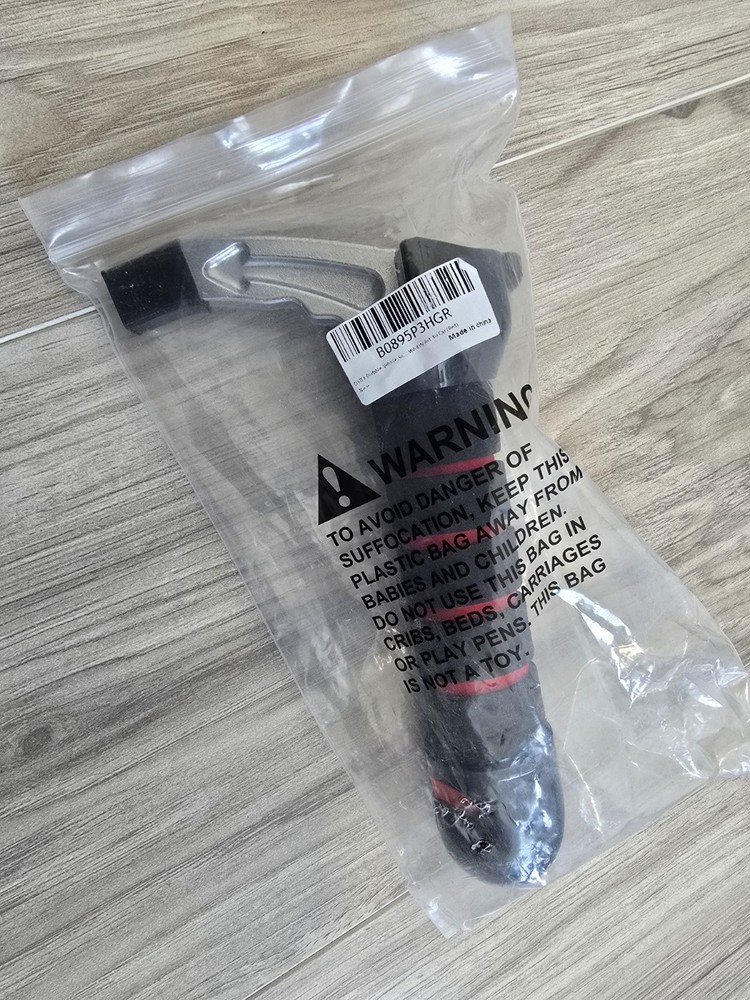 B0895P3HGR
Made in china
WARNING
TO AVOID DANGER OF
SUFFOCATION, KEEP THIS
PLASTIC BAG AWAY FROM
BABIES AND CHILDREN.
DO NOT USE THIS BAG IN
CRIBS, BEDS, CARRIAGES
OR PLAY PENS. THIS BAG
IS NOT A TOY.